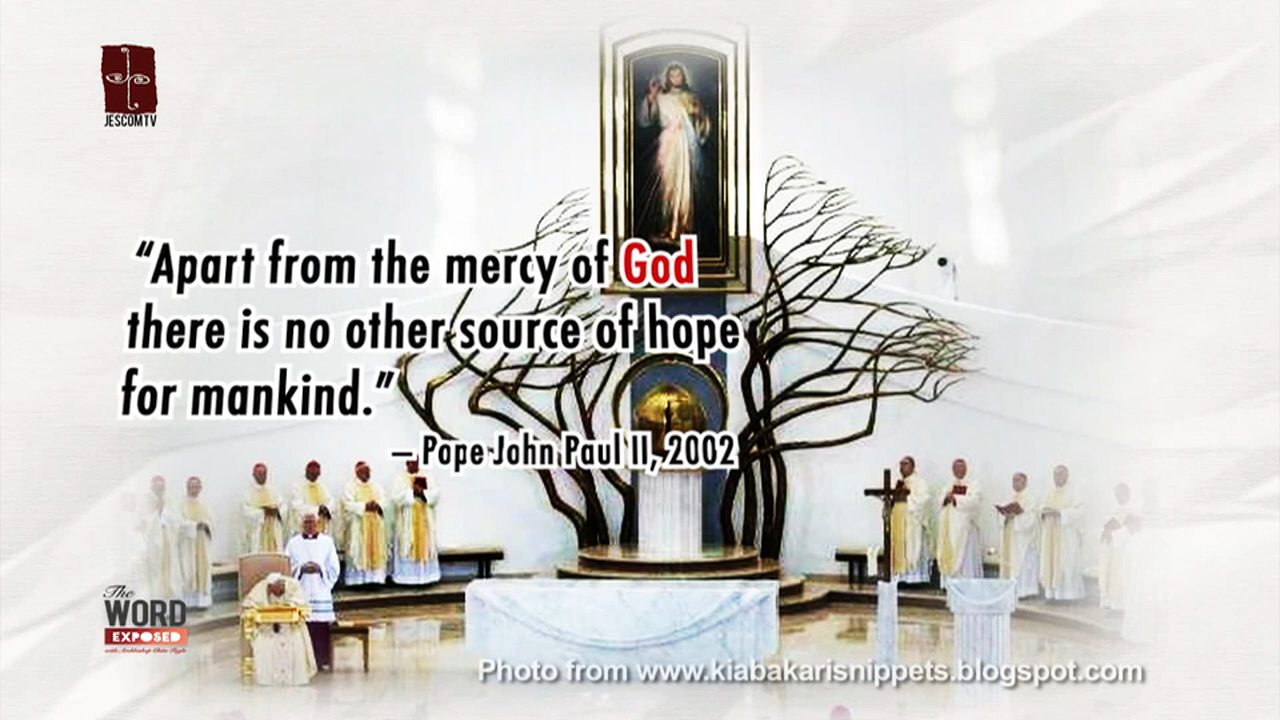 JESCOMTV
“Apart from the mercy of God
there is no other source of hope
for mankind.”
– Pope John Paul II, 2002
The
WORD
EXPOSED
Photo from www.kiabakarisnippets.blogspot.com